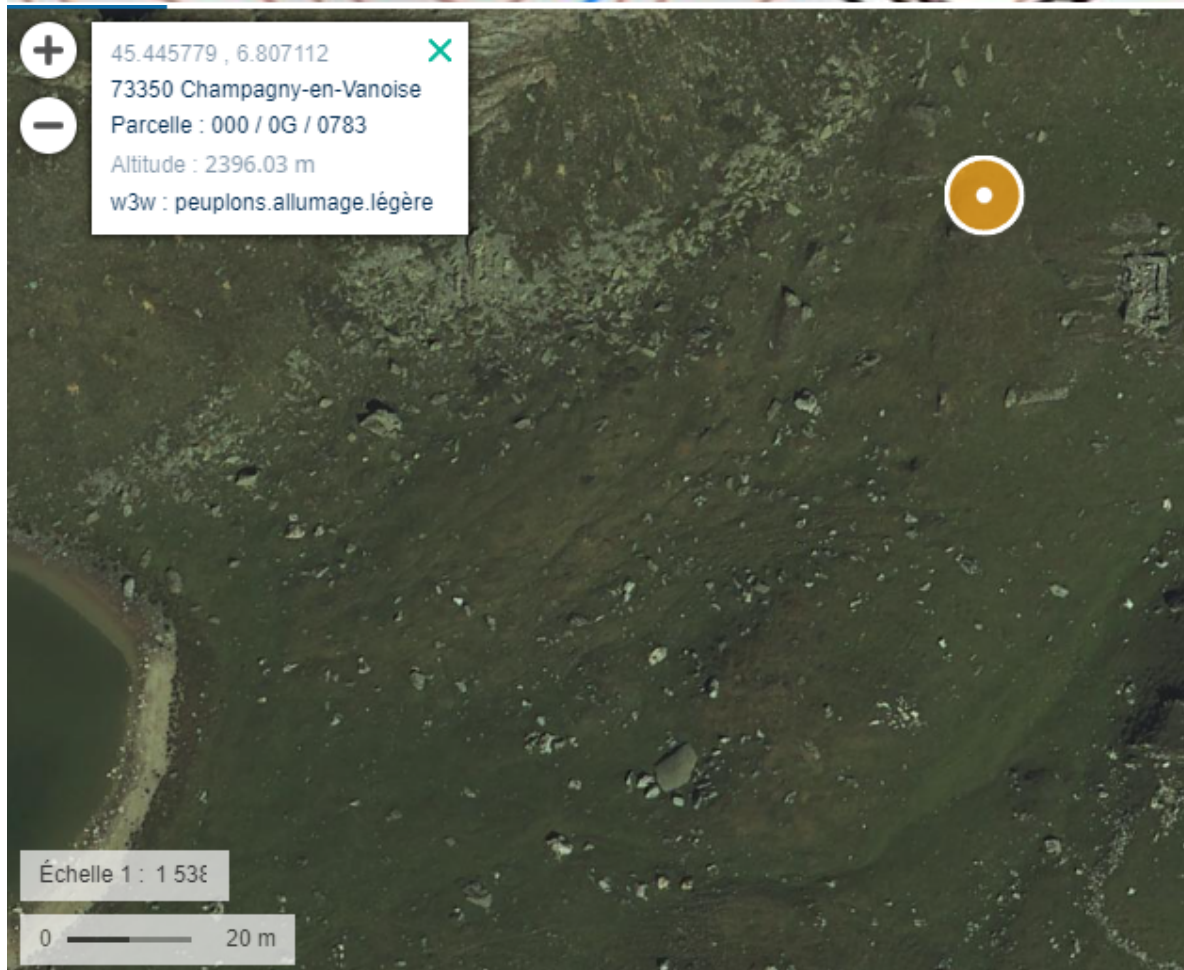 45.445779 , 6.807112
73350 Champagny-en-Vanoise
Parcelle : 000 / 0G / 0783
Altitude : 2396.03 m
w3w : peuplons.allumage.légère
Échelle 1 : 1 538
0 20 m